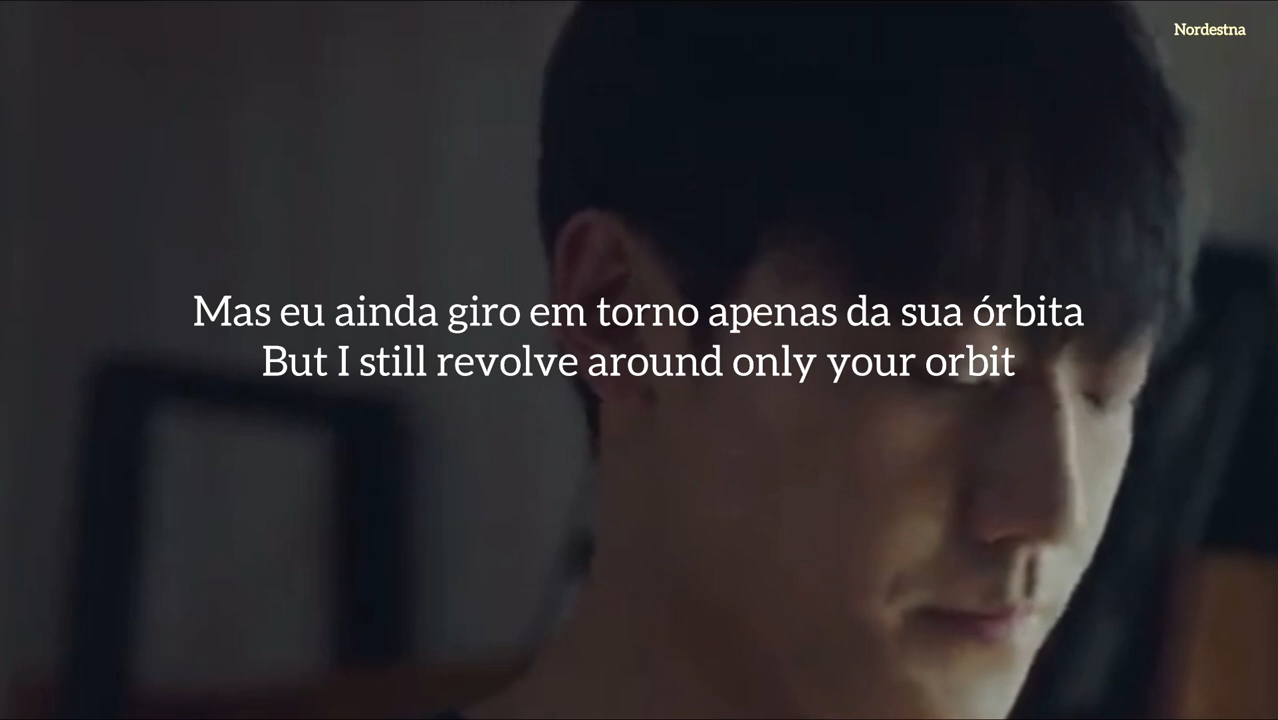 Nordestna
Mas eu ainda giro em torno apenas da sua órbita
But I still revolve around only your orbit